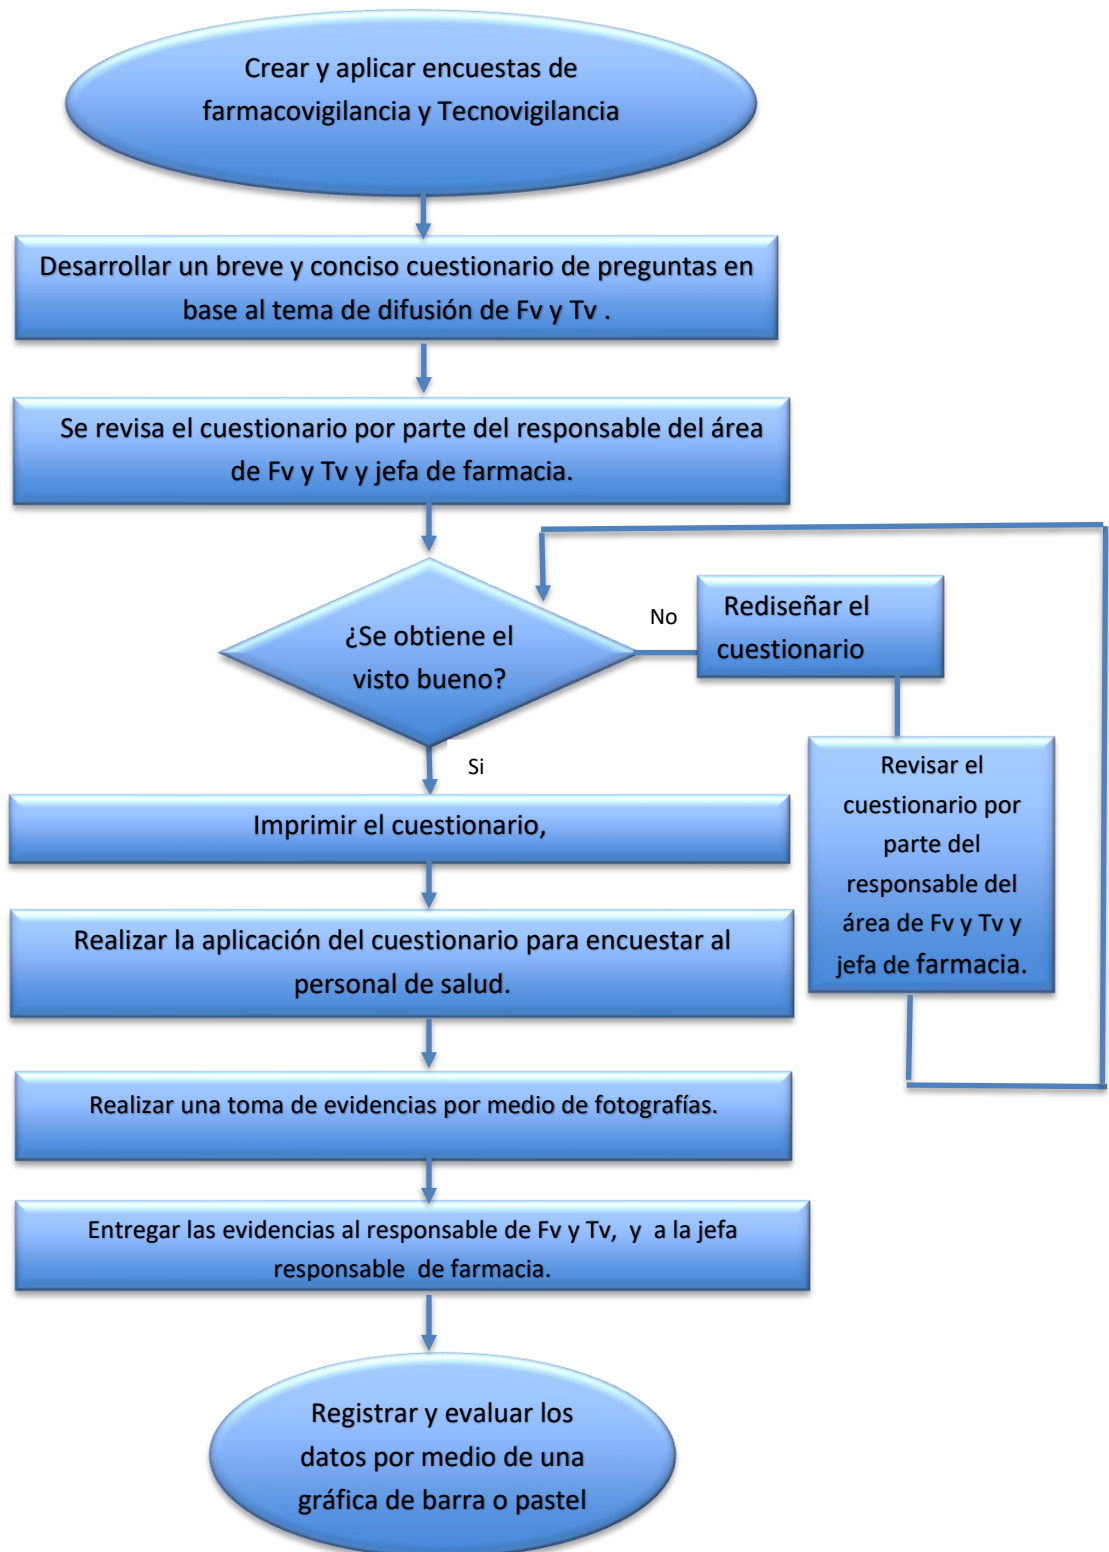 Crear y aplicar encuestas de
farmacovigilancia y Tecnovigilancia
Desarrollar un breve y conciso cuestionario de preguntas en
base al tema de difusión de Fv y Tv .
Se revisa el cuestionario por parte del responsable del área
de Fv y Tv y jefa de farmacia.
¿Se obtiene el
visto bueno?
No
Rediseñar el
cuestionario
Revisar el
cuestionario por
parte del
responsable del
área de Fv y Tv y
jefa de farmacia.
Si
Imprimir el cuestionario,
Realizar la aplicación del cuestionario para encuestar al
personal de salud.
Realizar una toma de evidencias por medio de fotografías.
Entregar las evidencias al responsable de Fv y Tv, y a la jefa
responsable de farmacia.
Registrar y evaluar los
datos por medio de una
gráfica de barra o pastel